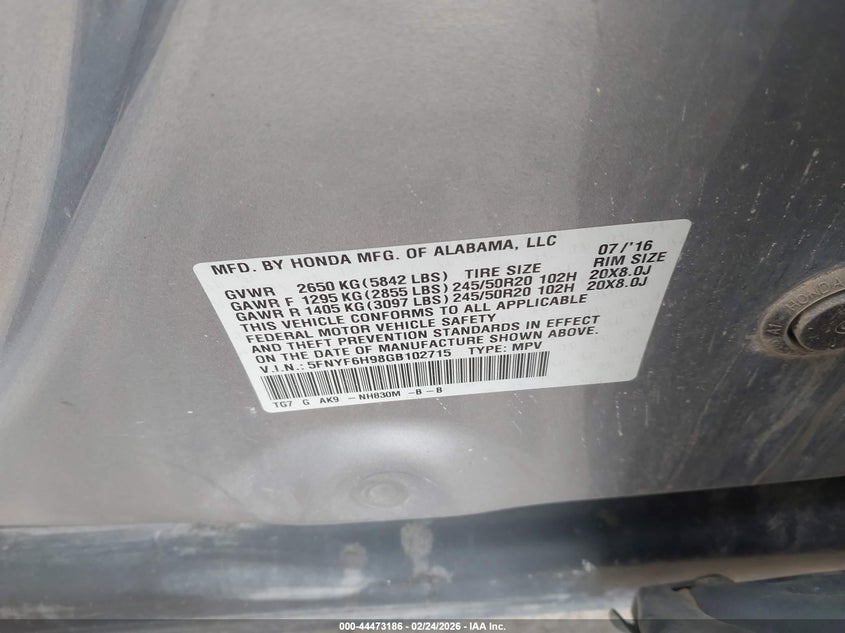 MFD. BY HONDA MFG. OF ALABAMA, LLC 07/'16
GVWR 2650 KG(5842 LBS) TIRE SIZE RIM SIZE
GAWR F 1295 KG(2855 LBS)245/50R20 102H 20X8.0J
GAWR R 1405 KG(3097 LBS)245/50R20 102H 20X8.0J
THIS VEHICLE CONFORMS TO ALL APPLICABLE
FEDERAL MOTOR VEHICLE SAFETY
AND THEFT PREVENTION STANDARDS IN EFFECT
ON THE DATE OF MANUFACTURE SHOWN ABOVE.
V.I.N.: 5FNYF6H98GB102715 TYPE: MPV
TG7 G AK9 -NH830M -B-B
HONDA
000-44473186 - 02/24/2026 - IAA Inc.